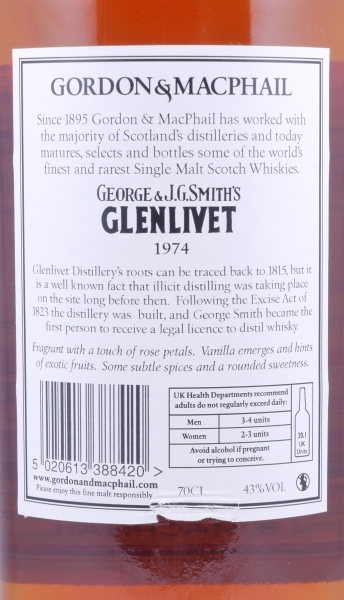 GORDON & MACPHAIL
Since 1895 Gordon & MacPhail has worked with
the majority of Scotland's distilleries and today
matures, selects and bottles some of the world's
finest and rarest Single Malt Scotch Whiskies.
GEORGE & J.G. SMITH'S
GLENLIVET
1974
Glenlivet Distillery's roots can be traced back to 1815, but it
is a well known fact that illicit distilling was taking place
on the site long before then. Following the Excise Act of
1823 the distillery was built, and George Smith became the
first person to receive a legal licence to distil whisky.
Fragrant with a touch of rose petals. Vanilla emerges and hints
of exotic fruits. Some subtle spices and a rounded sweetness.
UK Health Departments recommend
adults do not regularly exceed daily:
Men 3-4 units
Women 2-3 units
Avoid alcohol if pregnant
or trying to conceive.
30.1
UK
Units
5 020613 388420 >
www.gordonandmacphail.com
Please enjoy this fine malt responsibly.
70Cl 43%VOL